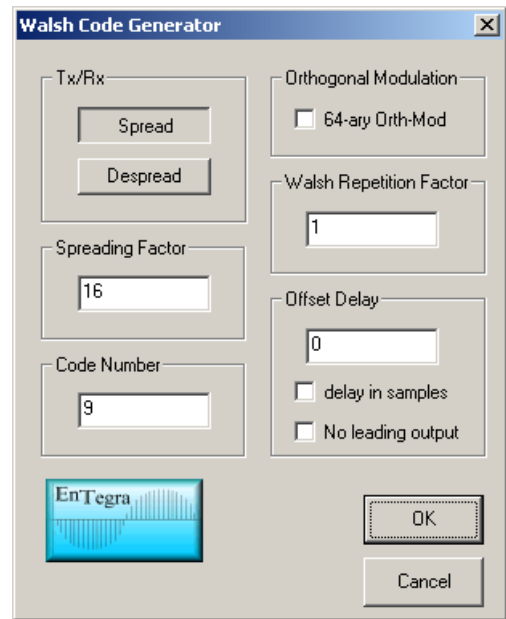 Walsh Code Generator
Tx/Rx
Spread
Despread
Spreading Factor
16
Code Number
9
Orthogonal Modulation
64-ary Orth-Mod
Walsh Repetition Factor
1
Offset Delay
0
delay in samples
No leading output
EnTegra
OK
Cancel